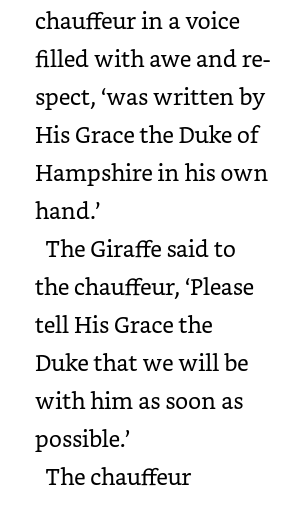 chauffeur in a voice
filled with awe and re-
spect, ‘was written by
His Grace the Duke of
Hampshire in his own
hand.’
The Giraffe said to
the chauffeur, ‘Please
tell His Grace the
Duke that we will be
with him as soon as
possible.’
The chauffeur